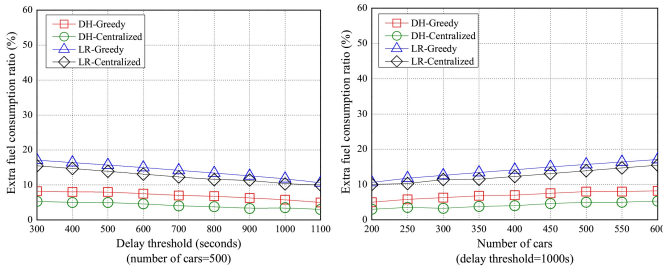 Extra fuel consumption ratio (%)
60
50
40
30
20
10
0
DH-Greedy
DH-Centralized
LR-Greedy
LR-Centralized
300 400 500 600 700 800 900 1000 1100
Delay threshold (seconds)
(number of cars=500)
Extra fuel consumption ratio (%)
60
50
40
30
20
10
0
DH-Greedy
DH-Centralized
LR-Greedy
LR-Centralized
200 250 300 350 400 450 500 550 600
Number of cars
(delay threshold=1000s)